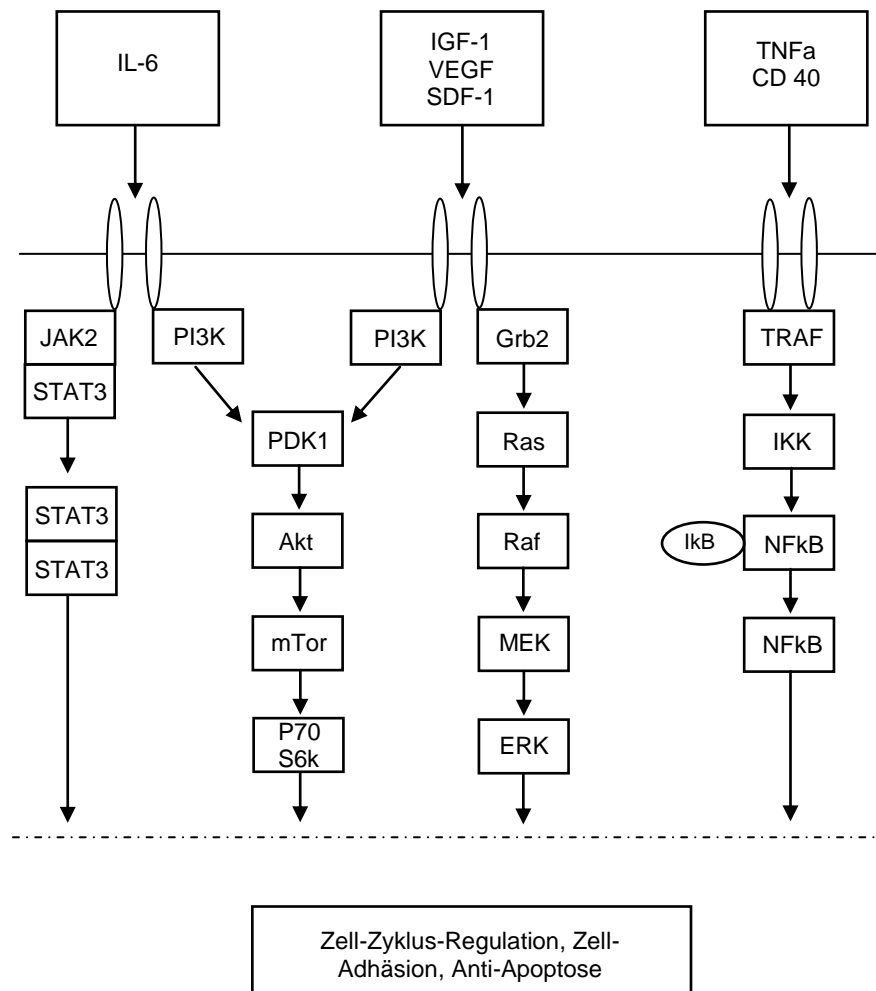 IL-6
IGF-1
VEGF
SDF-1
TNFa
CD 40
JAK2
STAT3
PI3K
PI3K
Grb2
TRAF
PDK1
Ras
IKK
STAT3
STAT3
Akt
Raf
IkB
NFkB
mTor
MEK
NFkB
P70
S6k
ERK
Zell-Zyklus-Regulation, Zell-
Adhäsion, Anti-Apoptose